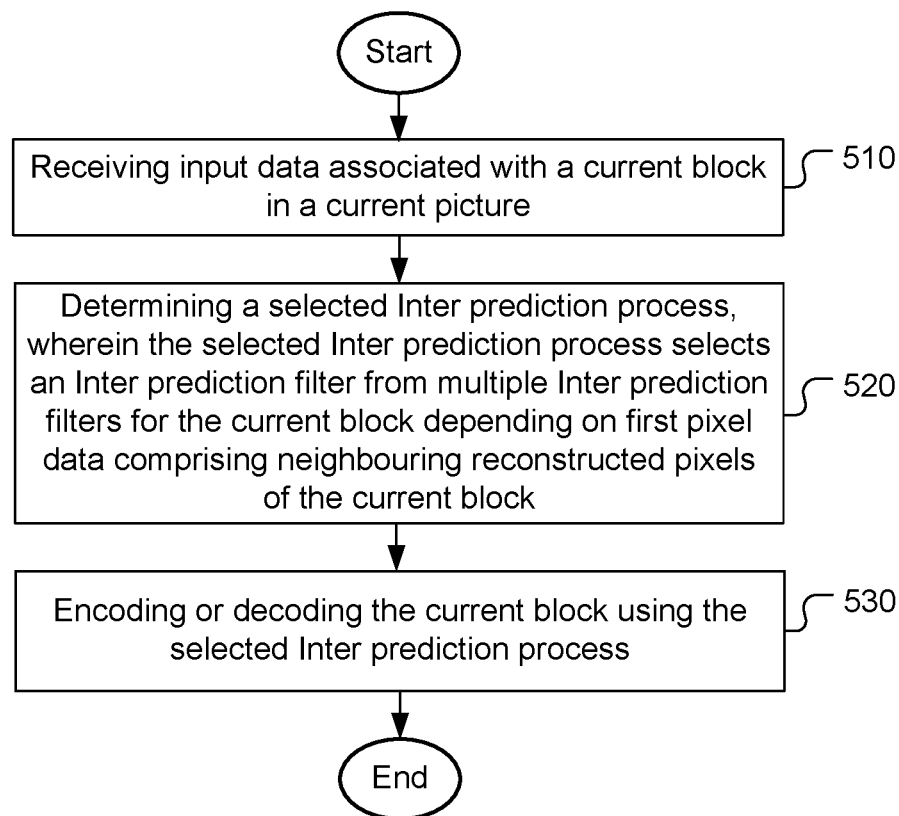 Start
Receiving input data associated with a current block
in a current picture
510
Determining a selected Inter prediction process,
wherein the selected Inter prediction process selects
an Inter prediction filter from multiple Inter prediction
filters for the current block depending on first pixel
data comprising neighbouring reconstructed pixels
of the current block
520
Encoding or decoding the current block using the
selected Inter prediction process
530
End